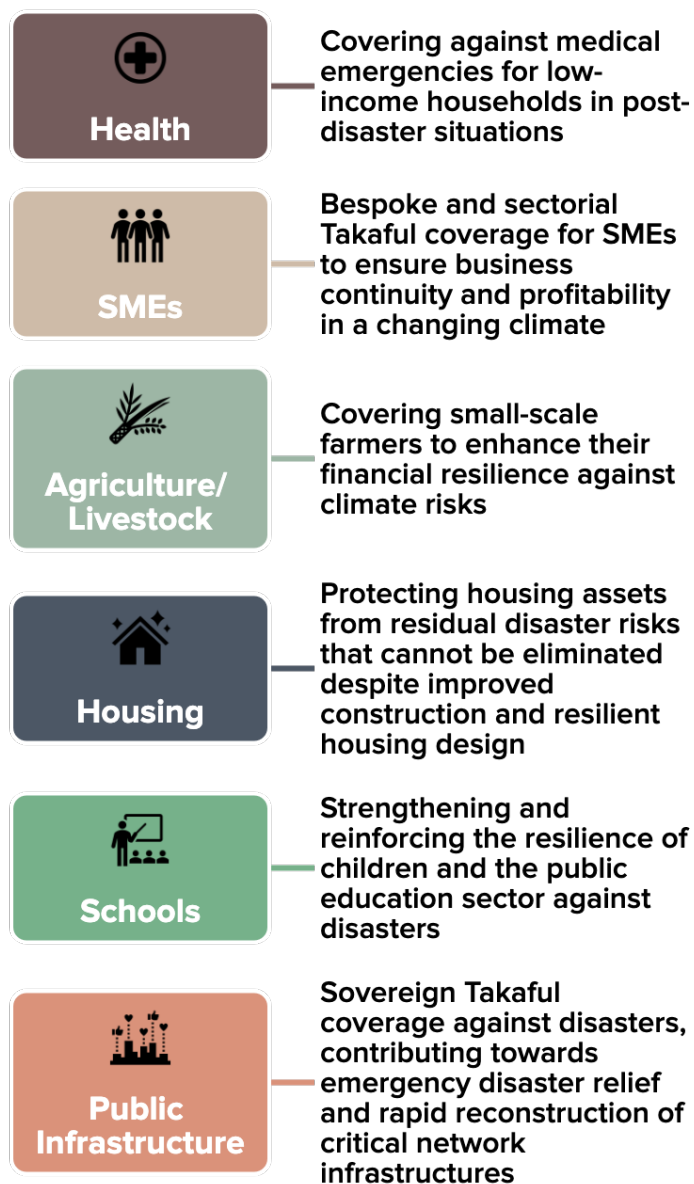 Health
Covering against medical
emergencies for low-
income households in post-
disaster situations
SMEs
Bespoke and sectorial
Takaful coverage for SMEs
to ensure business
continuity and profitability
in a changing climate
Agriculture/
Livestock
Covering small-scale
farmers to enhance their
financial resilience against
climate risks
Housing
Protecting housing assets
from residual disaster risks
that cannot be eliminated
despite improved
construction and resilient
housing design
Schools
Strengthening and
reinforcing the resilience of
children and the public
education sector against
disasters
Public
Infrastructure
Sovereign Takaful
coverage against disasters,
contributing towards
emergency disaster relief
and rapid reconstruction of
critical network
infrastructures